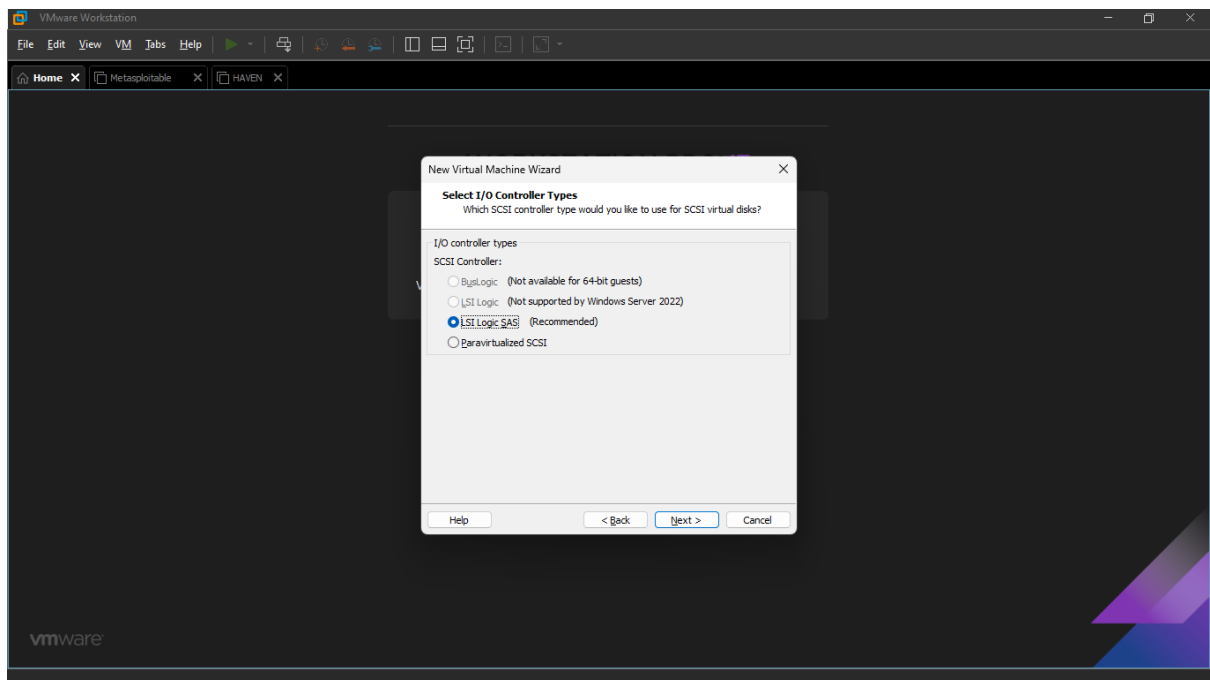 VMware Workstation
File Edit View VM Tabs Help
Home Metasploitable HAVEN
New Virtual Machine Wizard
Select I/O Controller Types
Which SCSI controller type would you like to use for SCSI virtual disks?
I/O controller types
SCSI Controller:
BusLogic (Not available for 64-bit guests)
LSI Logic (Not supported by Windows Server 2022)
LSI Logic SAS (Recommended)
Paravirtualized SCSI
Help < Back Next > Cancel
vmware